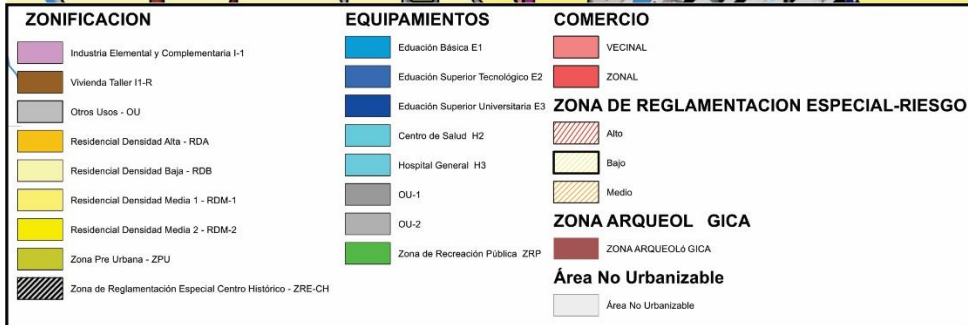 ZONIFICACION
Industria Elemental y Complementaria I-1
Vivienda Taller I1-R
Otros Usos - OU
Residencial Densidad Alta - RDA
Residencial Densidad Baja - RDB
Residencial Densidad Media 1 - RDM-1
Residencial Densidad Media 2 - RDM-2
Zona Pre Urbana - ZPU
Zona de Reglamentación Especial Centro Histórico - ZRE-CH
EQUIPAMIENTOS
Eduación Básica E1
Eduación Superior Tecnológico E2
Eduación Superior Universitaria E3
Centro de Salud H2
Hospital General H3
OU-1
OU-2
Zona de Recreación Pública ZRP
COMERCIO
VECINAL
ZONAL
ZONA DE REGLAMENTACION ESPECIAL-RIESGO
Alto
Bajo
Medio
ZONA ARQUEOL GICA
ZONA ARQUEOLó GICA
Área No Urbanizable
Área No Urbanizable